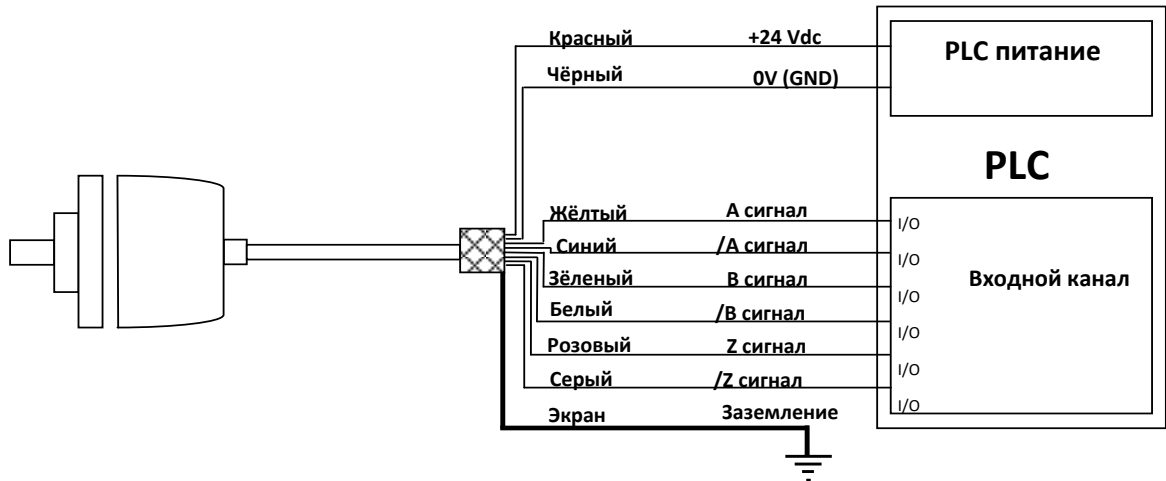 Красный +24 Vdc
Чёрный 0V (GND)
PLC питание
PLC
Жёлтый А сигнал I/O
Синий /А сигнал I/O
Зёленый В сигнал I/O
Входной канал
Белый /В сигнал I/O
Розовый Z сигнал I/O
Серый /Z сигнал I/O
Экран Заземление